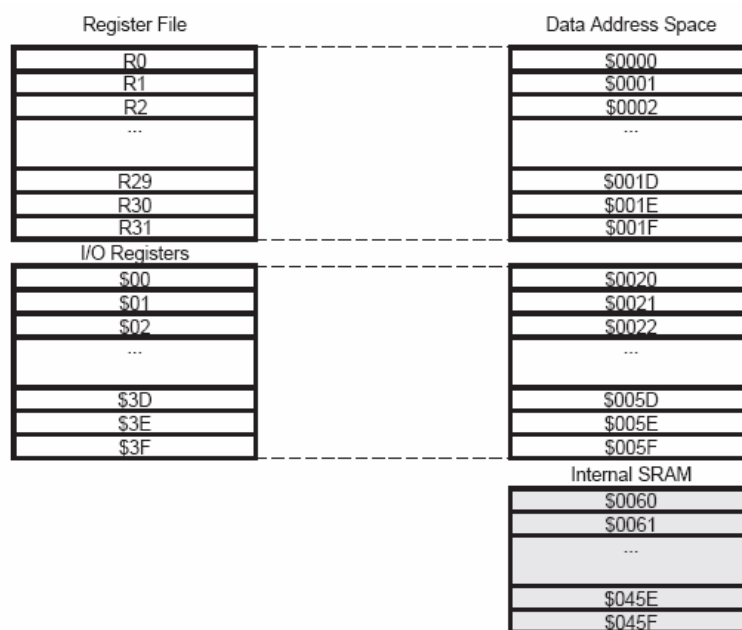 Register File Data Address Space
R0 $0000
R1 $0001
R2 $0002
... ...
R29 $001D
R30 $001E
R31 $001F
I/O Registers
$00 $0020
$01 $0021
$02 $0022
... ...
$3D $005D
$3E $005E
$3F $005F
Internal SRAM
$0060
$0061
...
$045E
$045F